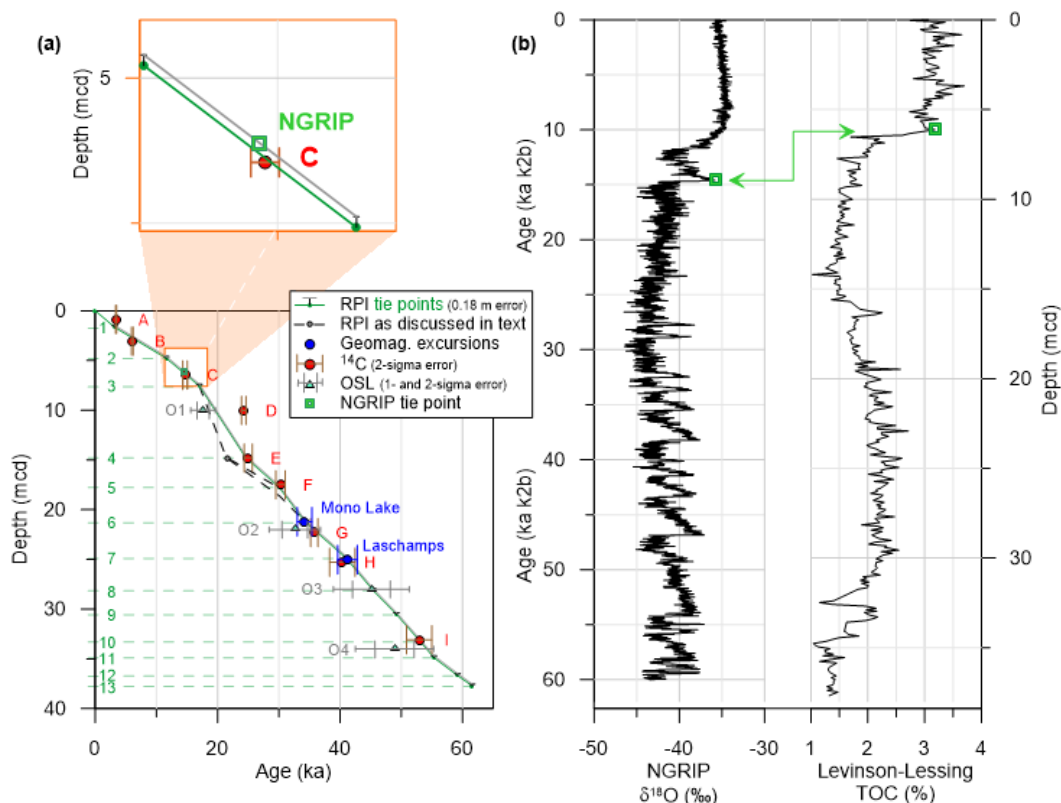 (a)
5
Depth (mcd)
NGRIP
C
RPI tie points (0.18 m error)
RPI as discussed in text
Geomag. excursions
14C (2-sigma error)
OSL (1- and 2-sigma error)
NGRIP tie point
0
10
20
30
40
Depth (mcd)
1
2
3
4
5
6
7
8
9
10
11
12
13
A
B
C
D
E
F
G
H
I
O1
O2
O3
O4
Mono Lake
Laschamps
0
20
40
60
Age (ka)
(b)
0
10
20
30
40
50
60
Age (ka k2b)
Age (ka k2b)
-50
-40
-30
NGRIP
δ18O (‰)
0
10
20
30
Depth (mcd)
Depth (mcd)
1
2
3
4
Levinson-Lessing
TOC (%)